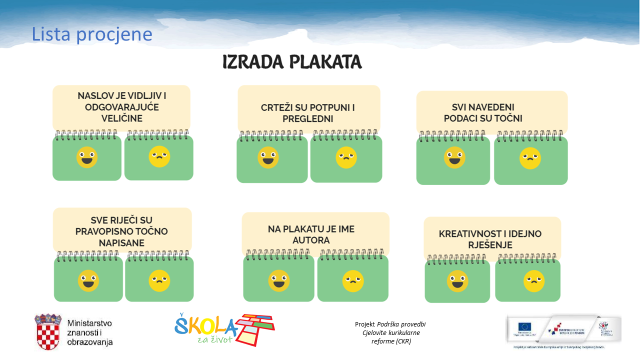 Lista procjene
IZRADA PLAKATA
NASLOV JE VIDLJIV I
ODGOVARAJUĆE
VELIČINE
CRTEŽI SU POTPUNI I
PREGLEDNI
SVI NAVEDENI
PODACI SU TOČNI
SVE RIJEČI SU
PRAVOPISNO TOČNO
NAPISANE
NA PLAKATU JE IME
AUTORA
KREATIVNOST I IDEJNO
RJEŠENJE
Ministarstvo
znanosti i
obrazovanja
ŠKOLA
za život
Projekt Podrška provedbi
Cjelovite kurikularne
reforme (CKR)